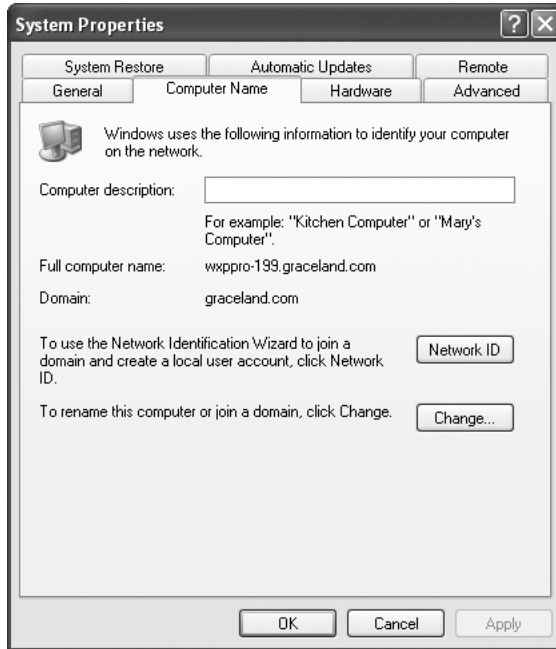 System Properties
System Restore Automatic Updates Remote
General Computer Name Hardware Advanced
Windows uses the following information to identify your computer
on the network.
Computer description:
For example: "Kitchen Computer" or "Mary's
Computer".
Full computer name: wxppro-199.graceland.com
Domain: graceland.com
To use the Network Identification Wizard to join a
domain and create a local user account, click Network
ID.
Network ID
To rename this computer or join a domain, click Change.
Change...
OK Cancel Apply